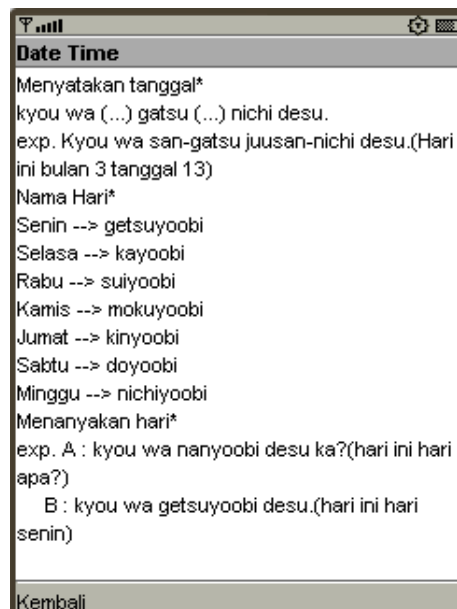 Date Time
Menyatakan tanggal*
kyou wa (...) gatsu (...) nichi desu.
exp. Kyou wa san-gatsu juusan-nichi desu.(Hari
ini bulan 3 tanggal 13)
Nama Hari*
Senin --> getsuyoobi
Selasa --> kayoobi
Rabu --> suiyoobi
Kamis --> mokuyoobi
Jumat --> kinyoobi
Sabtu --> doyoobi
Minggu --> nichiyoobi
Menanyakan hari*
exp. A : kyou wa nanyoobi desu ka?(hari ini hari
apa?)
B : kyou wa getsuyoobi desu.(hari ini hari
senin)
Kembali